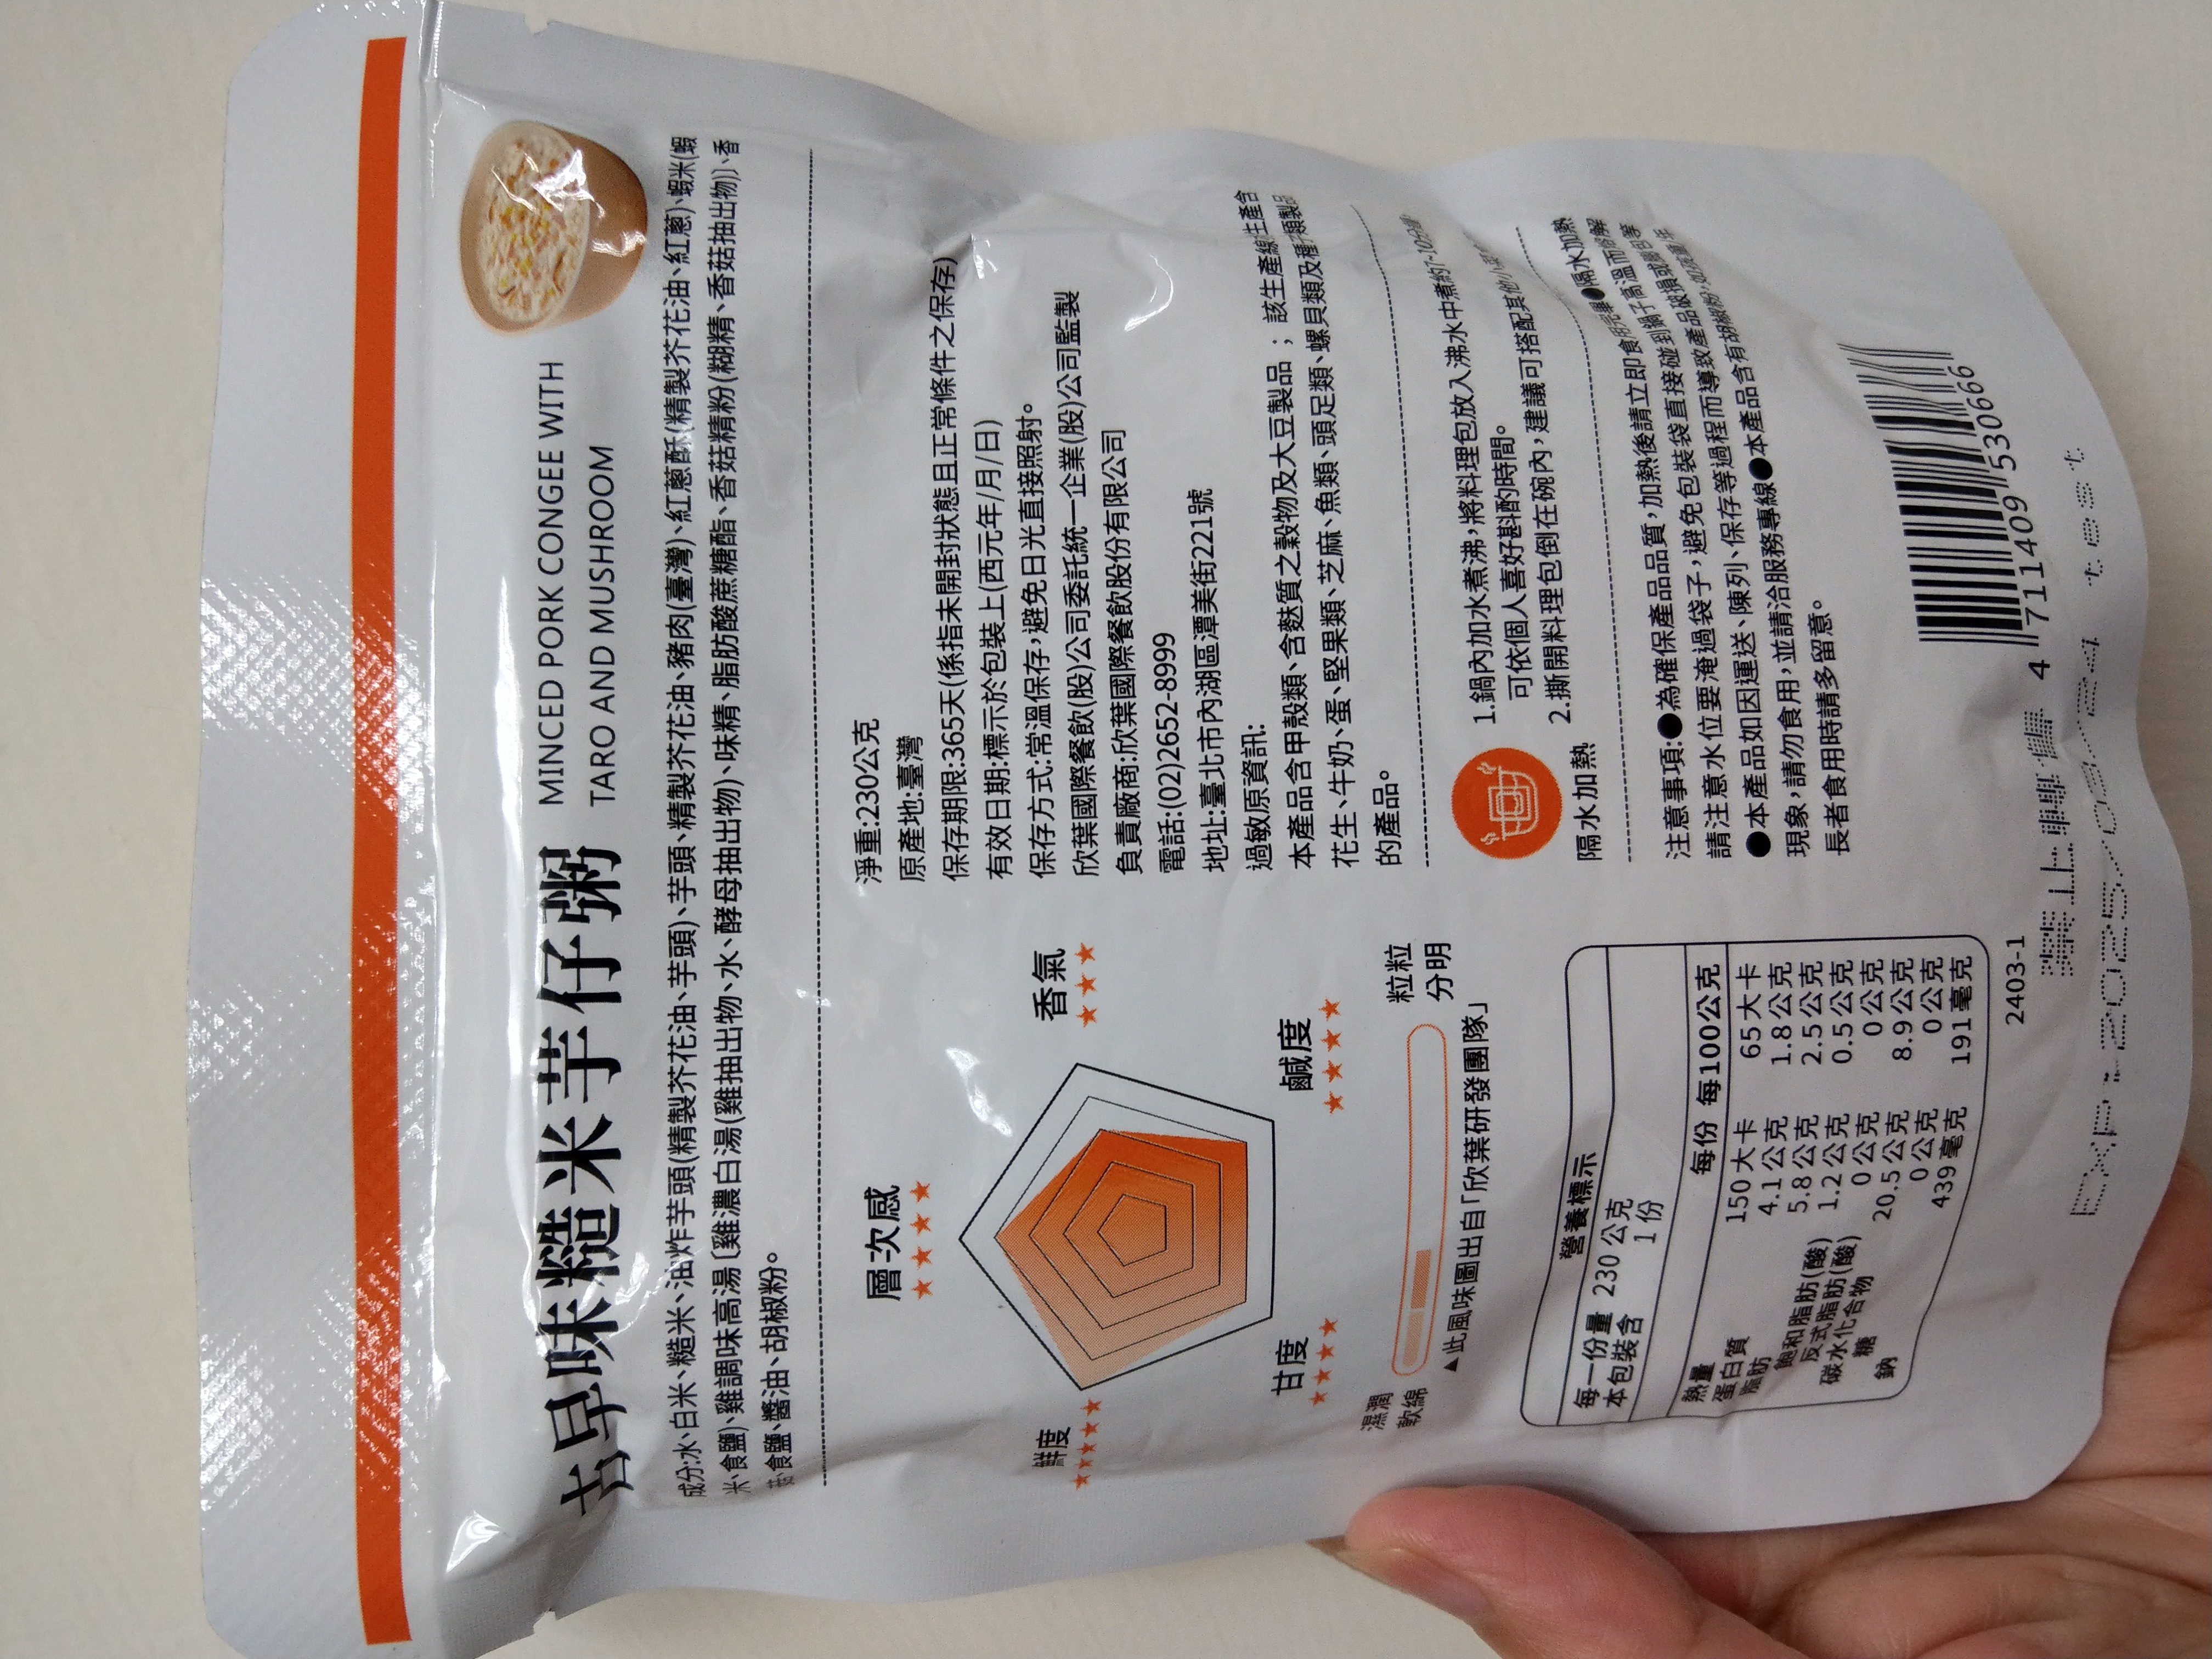 古早味糙米芋仔粥
MINCED PORK CONGEE WITH
TARO AND MUSHROOM
成分:水、白米、糙米、油炸芋頭(精製芥花油、芋頭)、芋頭、精製芥花油、豬肉(臺灣)、紅蔥酥(精製芥花油、紅蔥)、蝦米(蝦
米、食鹽)、雞調味高湯〔雞濃白湯(雞抽出物、水、酵母抽出物)、味精、脂肪酸蔗糖酯、香菇精粉(糊精、香菇抽出物)〕、香
菇、食鹽、醬油、胡椒粉。
層次感
★★★★
香氣
★★★★
鹹度
★★★★
甘度
★★★★
鮮度
★★★★★
濕潤
軟綿
粒粒
分明
▲此風味圖出自「欣葉研發團隊」
營養標示
每一份量 230 公克
本包裝含 1 份
每份 每100公克
熱量 150 大卡 65 大卡
蛋白質 4.1 公克 1.8 公克
脂肪 5.8 公克 2.5 公克
飽和脂肪(酸) 1.2 公克 0.5 公克
反式脂肪(酸) 0 公克 0 公克
碳水化合物 20.5 公克 8.9 公克
糖 0 公克 0 公克
鈉 439 毫克 191 毫克
2403-1
淨重:230公克
原產地:臺灣
保存期限:365天(係指未開封狀態且正常條件之保存)
有效日期:標示於包裝上(西元年/月/日)
保存方式:常溫保存,避免日光直接照射。
欣葉國際餐飲(股)公司委託統一企業(股)公司監製
負責廠商:欣葉國際餐飲股份有限公司
電話:(02)2652-8999
地址:臺北市內湖區潭美街221號
過敏原資訊:
本產品含甲殼類、含麩質之穀物及大豆製品；該生產線生產含
花生、牛奶、蛋、堅果類、芝麻、魚類、頭足類、螺貝類及種子類製品
的產品。
隔水加熱
1.鍋內加水煮沸,將料理包放入沸水中煮約7-10分鐘
可依個人喜好斟酌時間。
2.撕開料理包倒在碗內,建議可搭配其他小菜
注意事項:●為確保產品品質,加熱後請立即食用完畢●隔水加熱
請注意水位要淹過袋子,避免包裝袋直接碰到鍋子高溫而溶解
●本產品如因運送、陳列、保存等過程而導致產品破損或膨包等
現象,請勿食用,並請洽服務專線●本產品含有胡椒粉,如孩童、年
長者食用時請多留意。
4 711409 530666
禁止轉售
EXP:2025/09/24 test